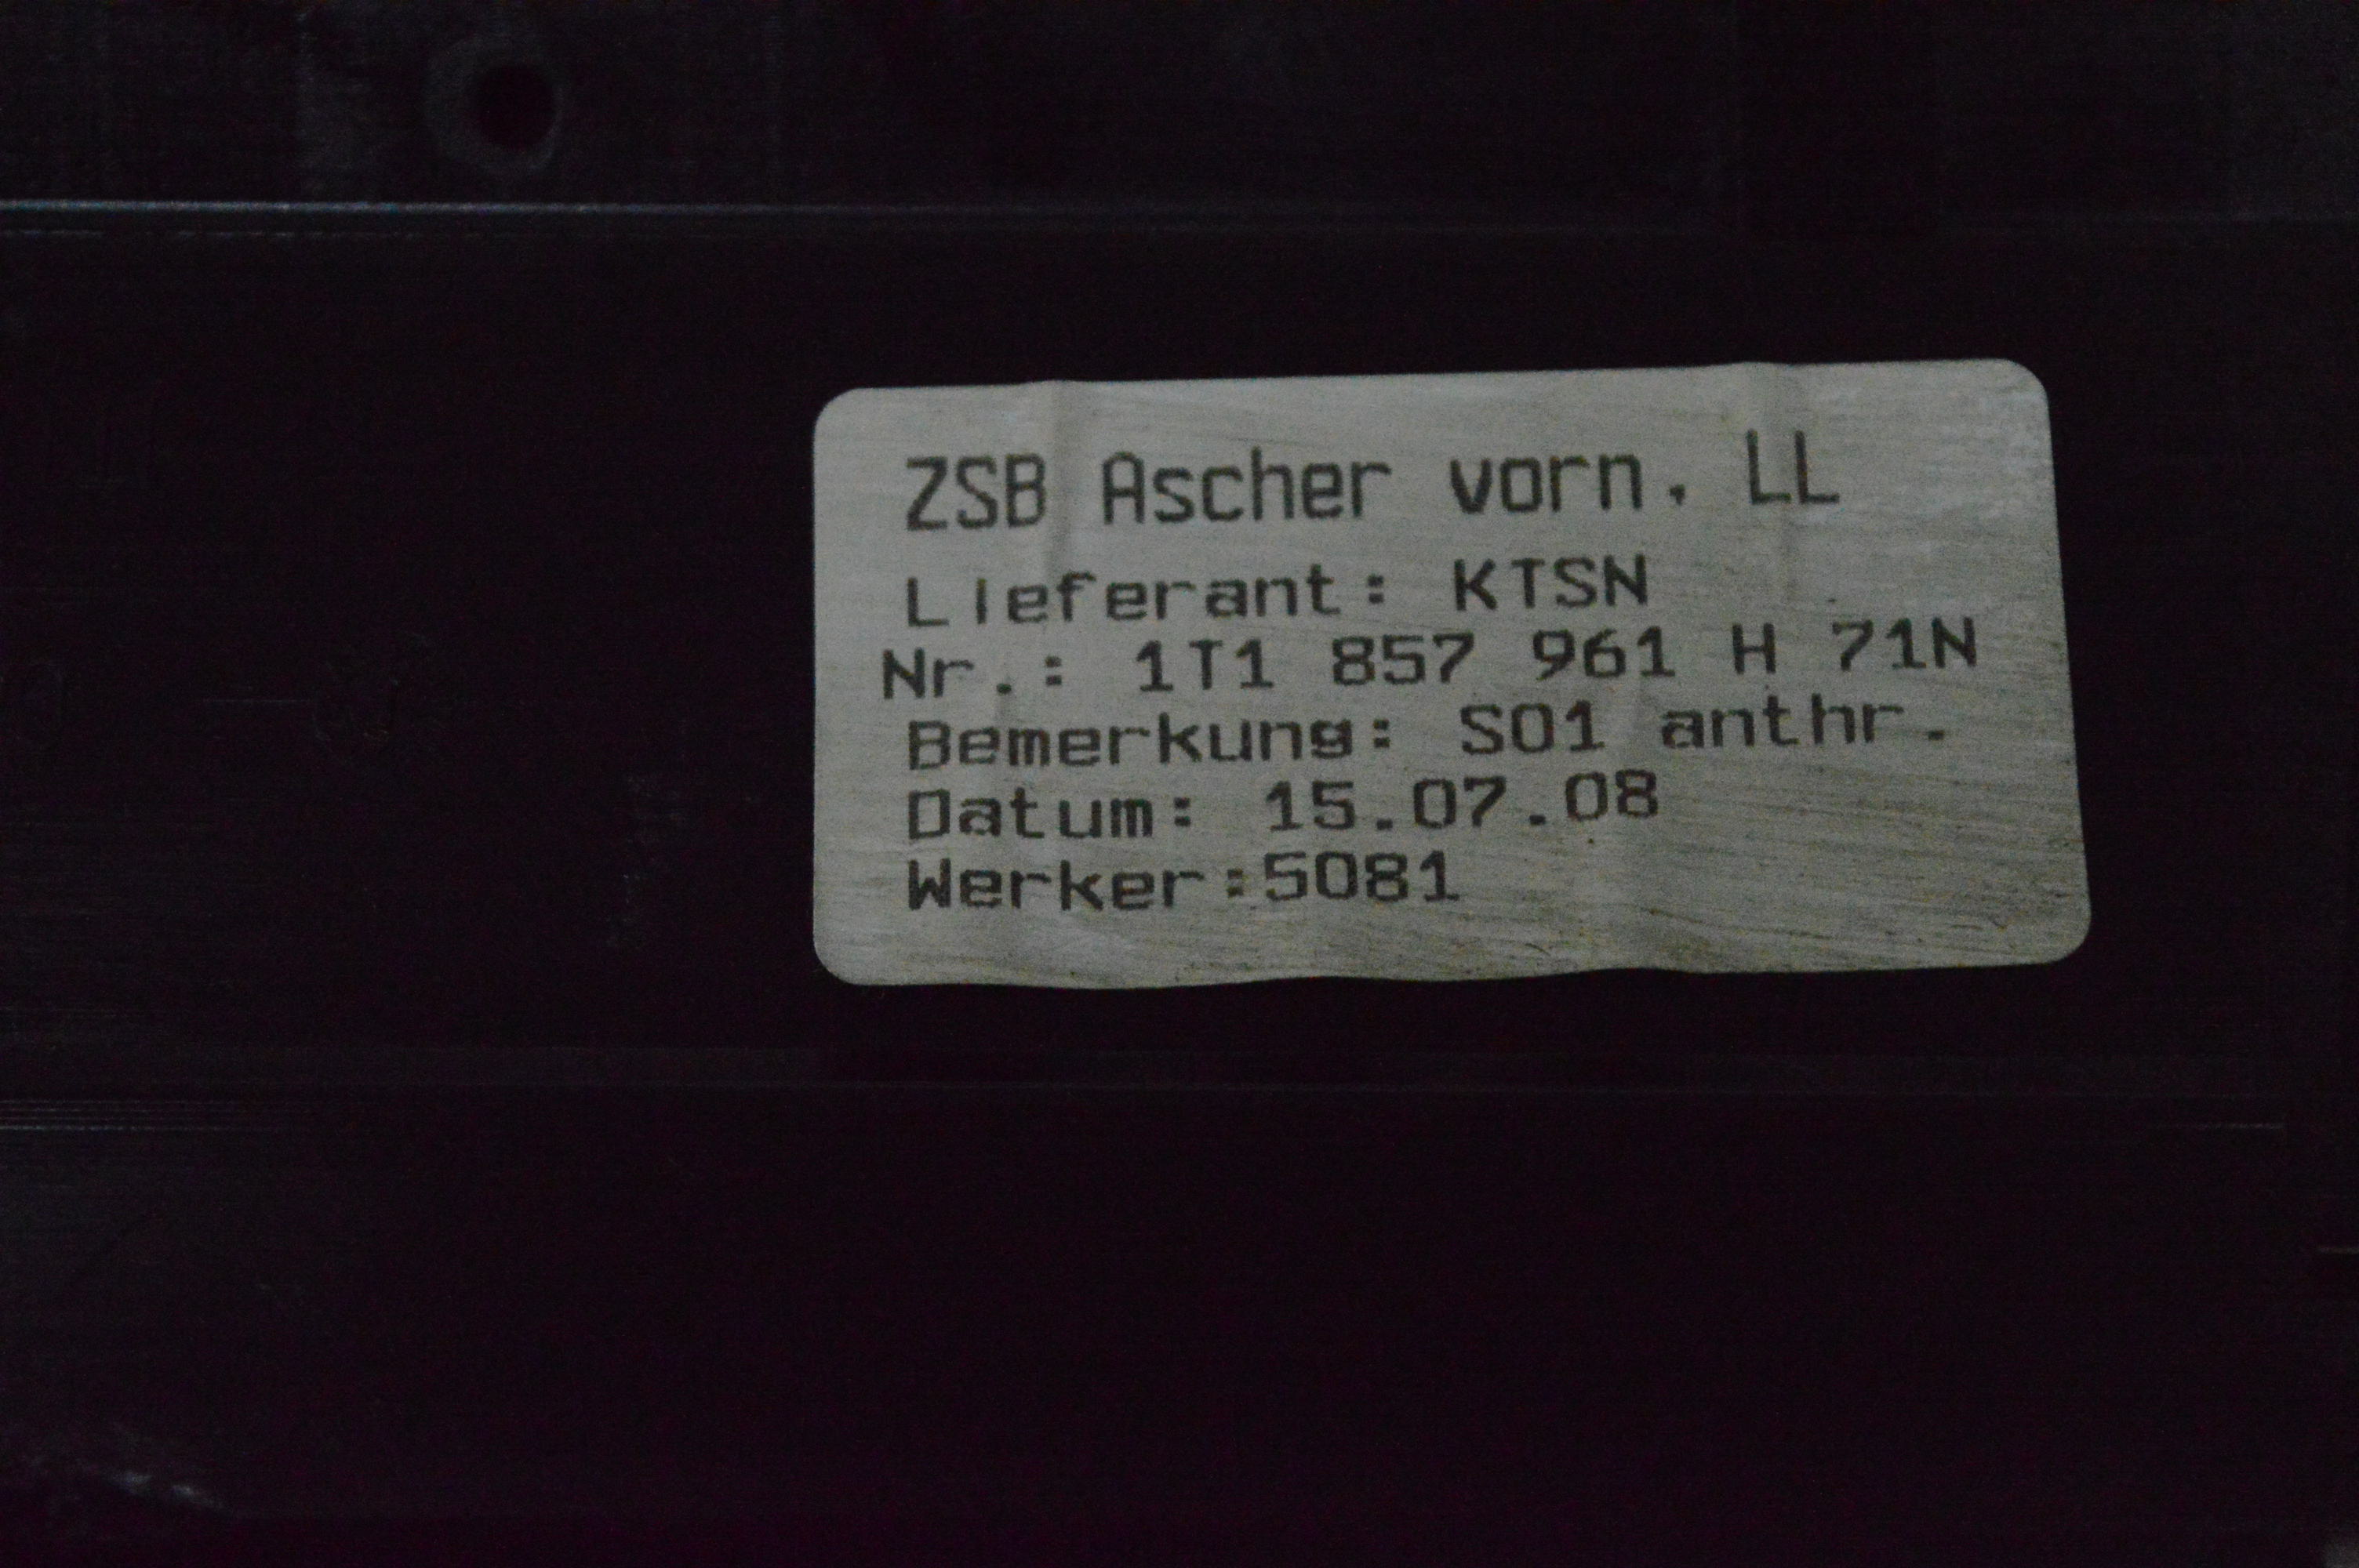 ZSB Ascher vorn. LL
Lieferant: KTSN
Nr.: 1T1 857 961 H 71N
Bemerkung: S01 anthr.
Datum: 15.07.08
Werker:5081